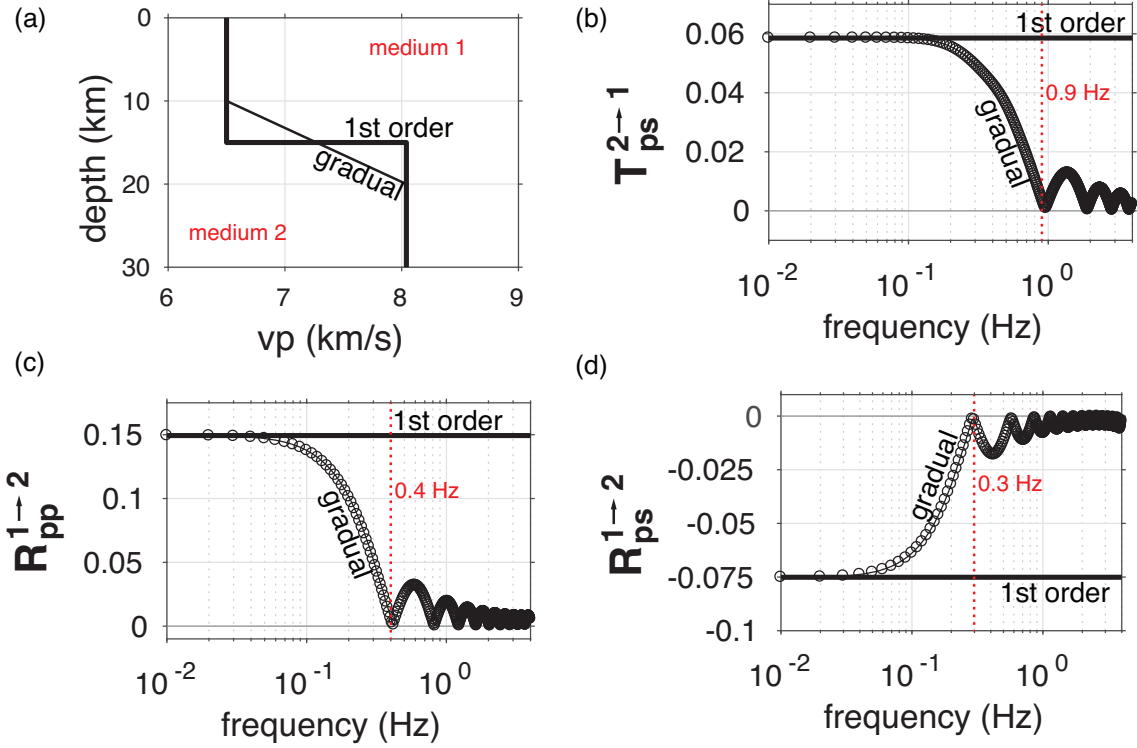 (a)
0
10
20
30
depth (km)
medium 1
1st order
gradual
medium 2
6
7
8
9
vp (km/s)
(b)
0.06
0.04
0.02
0
T ps 2→1
1st order
gradual
0.9 Hz
10-2
10-1
100
frequency (Hz)
(c)
0.15
0.1
0.05
0
R pp 1→2
1st order
gradual
0.4 Hz
10-2
10-1
100
frequency (Hz)
(d)
0
-0.025
-0.05
-0.075
-0.1
R ps 1→2
gradual
0.3 Hz
1st order
10-2
10-1
100
frequency (Hz)